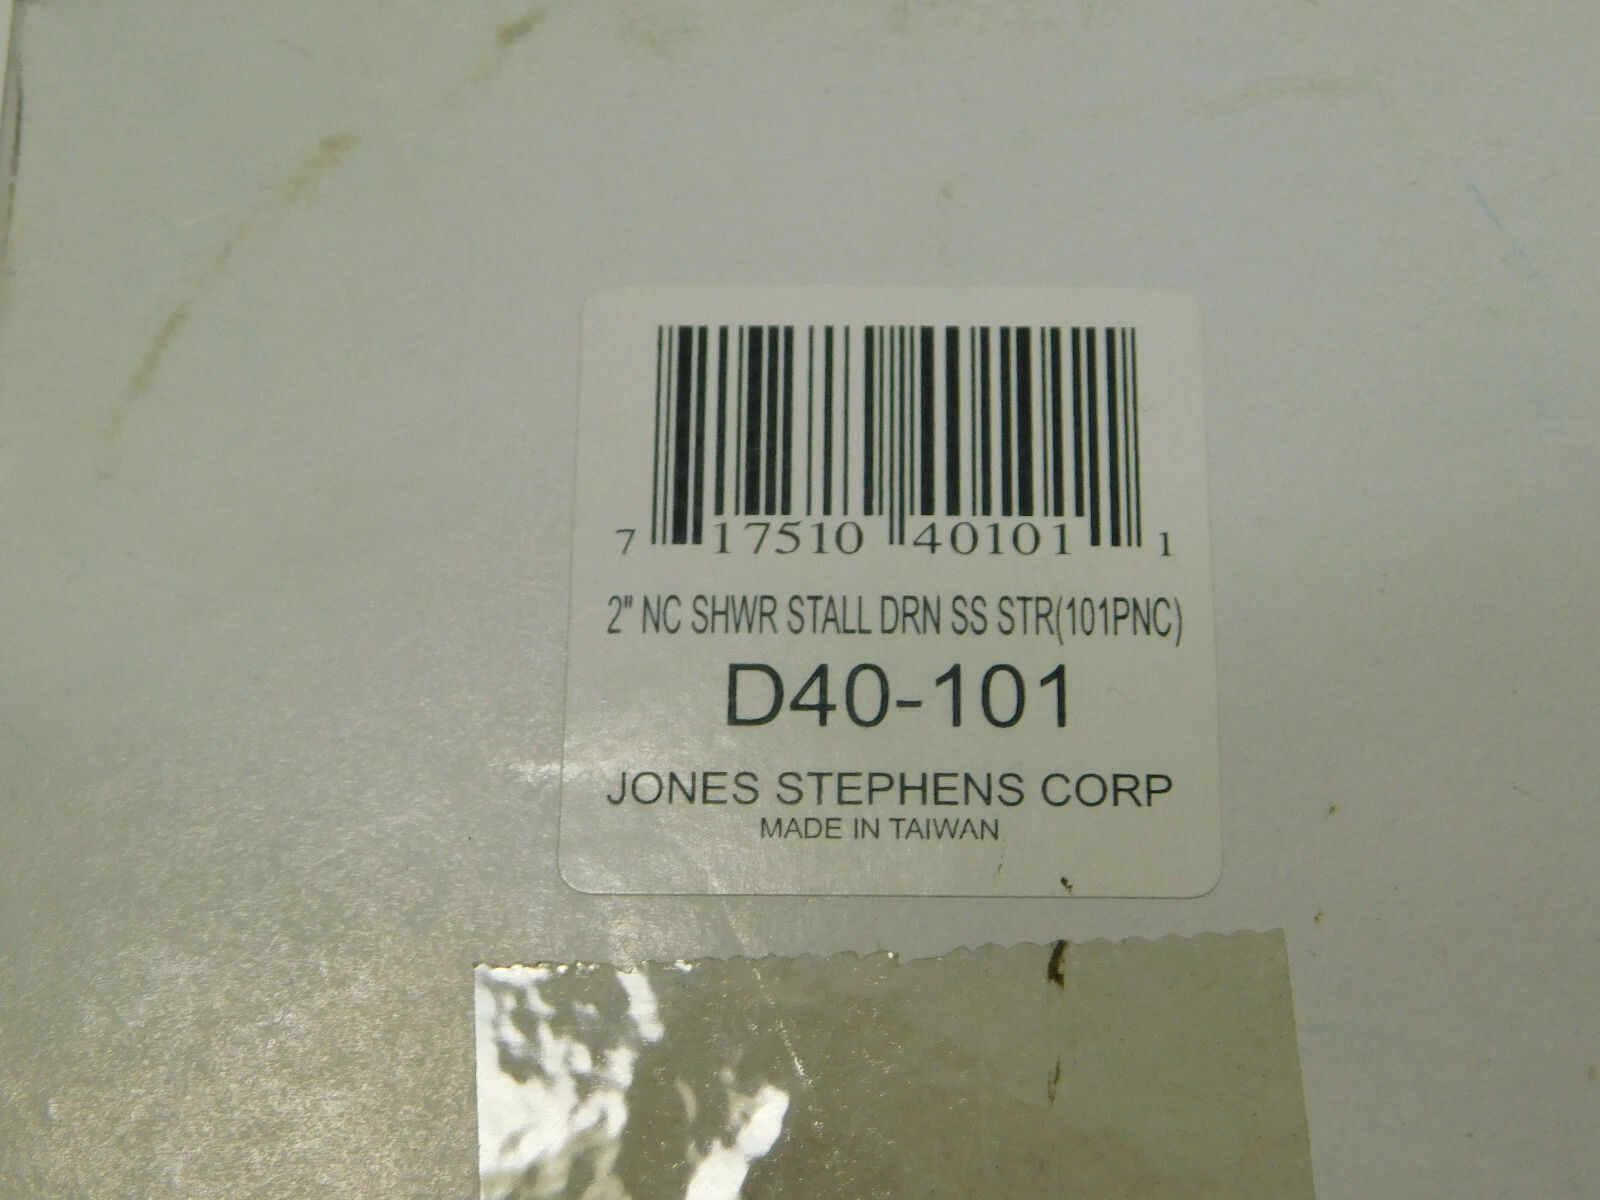 7 17510 40101 1
2" NC SHWR STALL DRN SS STR(101PNC)
D40-101
JONES STEPHENS CORP
MADE IN TAIWAN